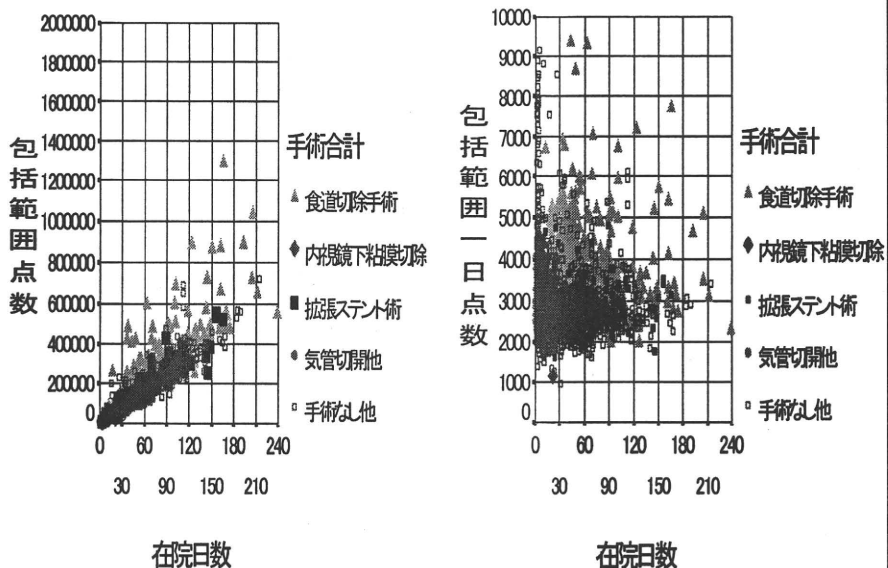 包括範囲点数
2000000
1800000
1600000
1400000
1200000
1000000
800000
600000
400000
200000
0
0 60 120 180 240
30 90 150 210
在院日数
手術合計
食道切除手術
内視鏡下粘膜切除
拡張ステント術
気管切開他
手術なし他
包括範囲一日点数
10000
9000
8000
7000
6000
5000
4000
3000
2000
1000
0
0 60 120 180 240
30 90 150 210
在院日数
手術合計
食道切除手術
内視鏡下粘膜切除
拡張ステント術
気管切開他
手術なし他